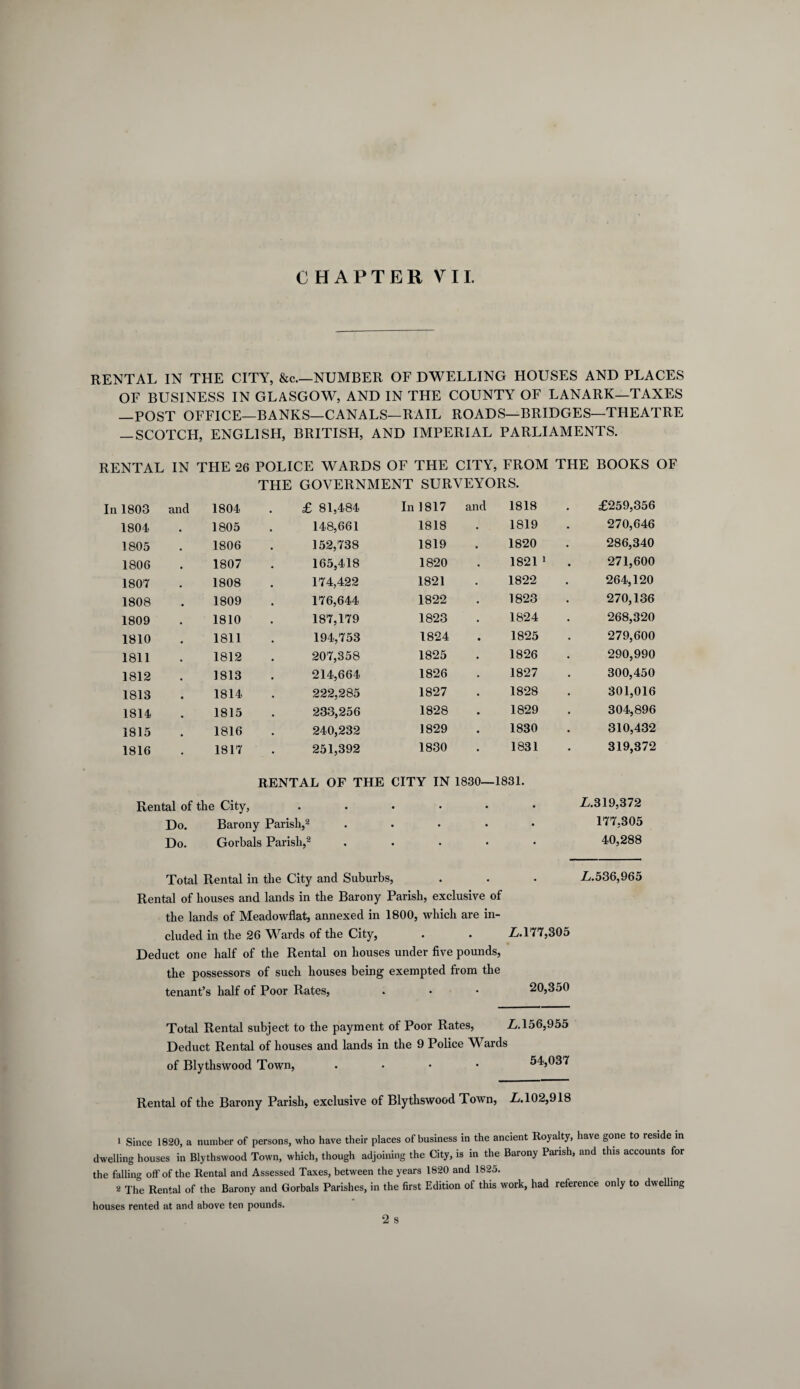 CHAPTER VII.
RENTAL IN THE CITY, &c.—NUMBER OF DWELLING HOUSES AND PLACES
OF BUSINESS IN GLASGOW, AND IN THE COUNTY OF LANARK—TAXES
—POST OFFICE—BANKS—CANALS—RAIL ROADS—BRIDGES—THEATRE
—SCOTCH, ENGLISH, BRITISH, AND IMPERIAL PARLIAMENTS.
RENTAL IN THE 26 POLICE WARDS OF THE CITY, FROM THE BOOKS OF
THE GOVERNMENT SURVEYORS.
In 1803 and 1804 . £ 81,484 In 1817 and 1818 . £259,356
1804 . 1805 . 148,661 1818 . 1819 . 270,646
1805 . 1806 . 152,738 1819 . 1820 . 286,340
1806 . 1807 . 165,418 1820 . 1821 ¹ . 271,600
1807 . 1808 . 174,422 1821 . 1822 . 264,120
1808 . 1809 . 176,644 1822 . 1823 . 270,136
1809 . 1810 . 187,179 1823 . 1824 . 268,320
1810 . 1811 . 194,753 1824 . 1825 . 279,600
1811 . 1812 . 207,358 1825 . 1826 . 290,990
1812 . 1813 . 214,664 1826 . 1827 . 300,450
1813 . 1814 . 222,285 1827 . 1828 . 301,016
1814 . 1815 . 233,256 1828 . 1829 . 304,896
1815 . 1816 . 240,232 1829 . 1830 . 310,432
1816 . 1817 . 251,392 1830 . 1831 . 319,372
RENTAL OF THE CITY IN 1830—1831.
Rental of the City, . . . . . . L.319,372
Do. Barony Parish,² . . . . . 177,305
Do. Gorbals Parish,² . . . . . 40,288
Total Rental in the City and Suburbs, . . . L.536,965
Rental of houses and lands in the Barony Parish, exclusive of
the lands of Meadowflat, annexed in 1800, which are in-
cluded in the 26 Wards of the City, . . L.177,305
Deduct one half of the Rental on houses under five pounds,
the possessors of such houses being exempted from the
tenant's half of Poor Rates, . . . 20,350
Total Rental subject to the payment of Poor Rates, L.156,955
Deduct Rental of houses and lands in the 9 Police Wards
of Blythswood Town, . . . . 54,037
Rental of the Barony Parish, exclusive of Blythswood Town, L.102,918
¹ Since 1820, a number of persons, who have their places of business in the ancient Royalty, have gone to reside in
dwelling houses in Blythswood Town, which, though adjoining the City, is in the Barony Parish, and this accounts for
the falling off of the Rental and Assessed Taxes, between the years 1820 and 1825.
² The Rental of the Barony and Gorbals Parishes, in the first Edition of this work, had reference only to dwelling
houses rented at and above ten pounds.
2 s